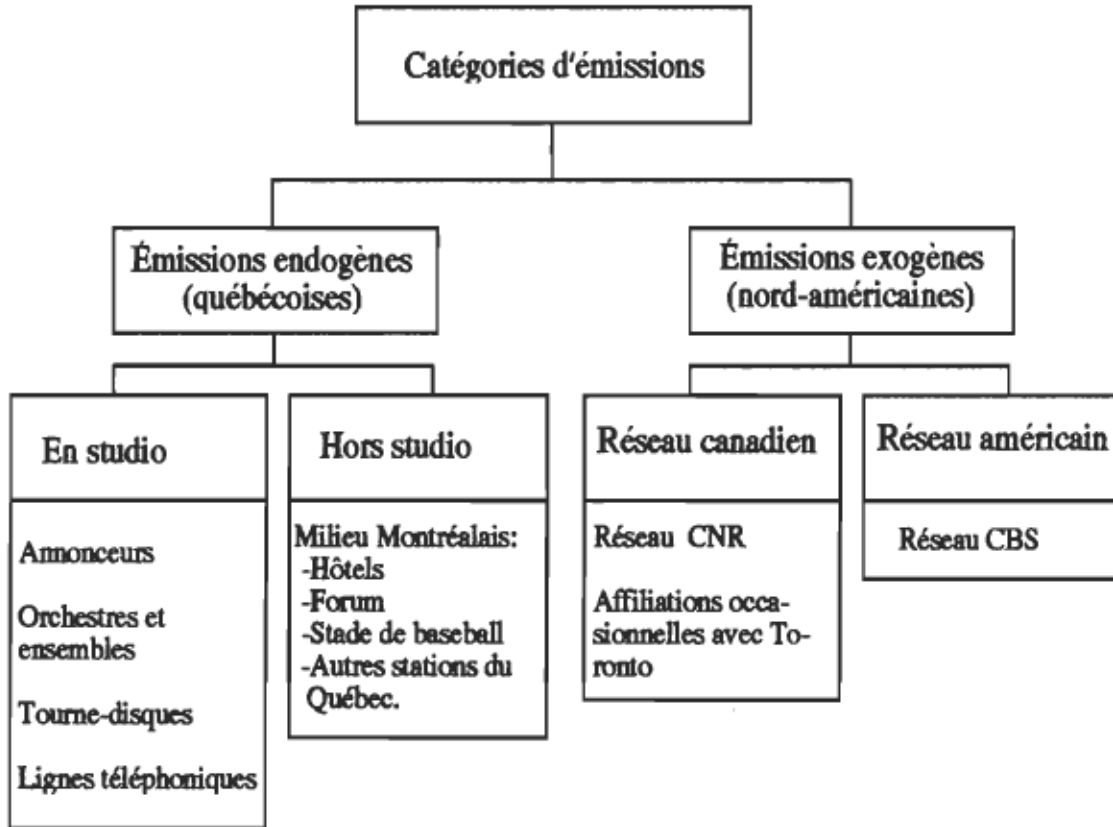 Catégories d'émissions
Émissions endogènes
(québécoises)
Émissions exogènes
(nord-américaines)
En studio
Annonceurs
Orchestres et
ensembles
Tourne-disques
Lignes téléphoniques
Hors studio
Milieu Montréalais:
-Hôtels
-Forum
-Stade de baseball
-Autres stations du
Québec.
Réseau canadien
Réseau CNR
Affiliations occa-
sionnelles avec To-
ronto
Réseau américain
Réseau CBS